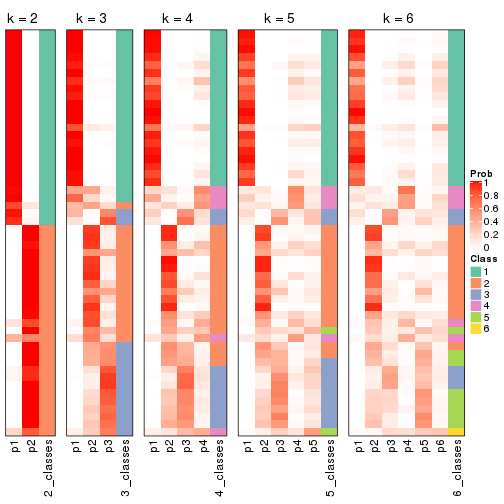 k = 2
k = 3
k = 4
k = 5
k = 6
p1
p2
2_classes
p1
p2
p3
3_classes
p1
p2
p3
p4
4_classes
p1
p2
p3
p4
p5
5_classes
p1
p2
p3
p4
p5
p6
6_classes
Prob
1
0.8
0.6
0.4
0.2
0
Class
1
2
3
4
5
6